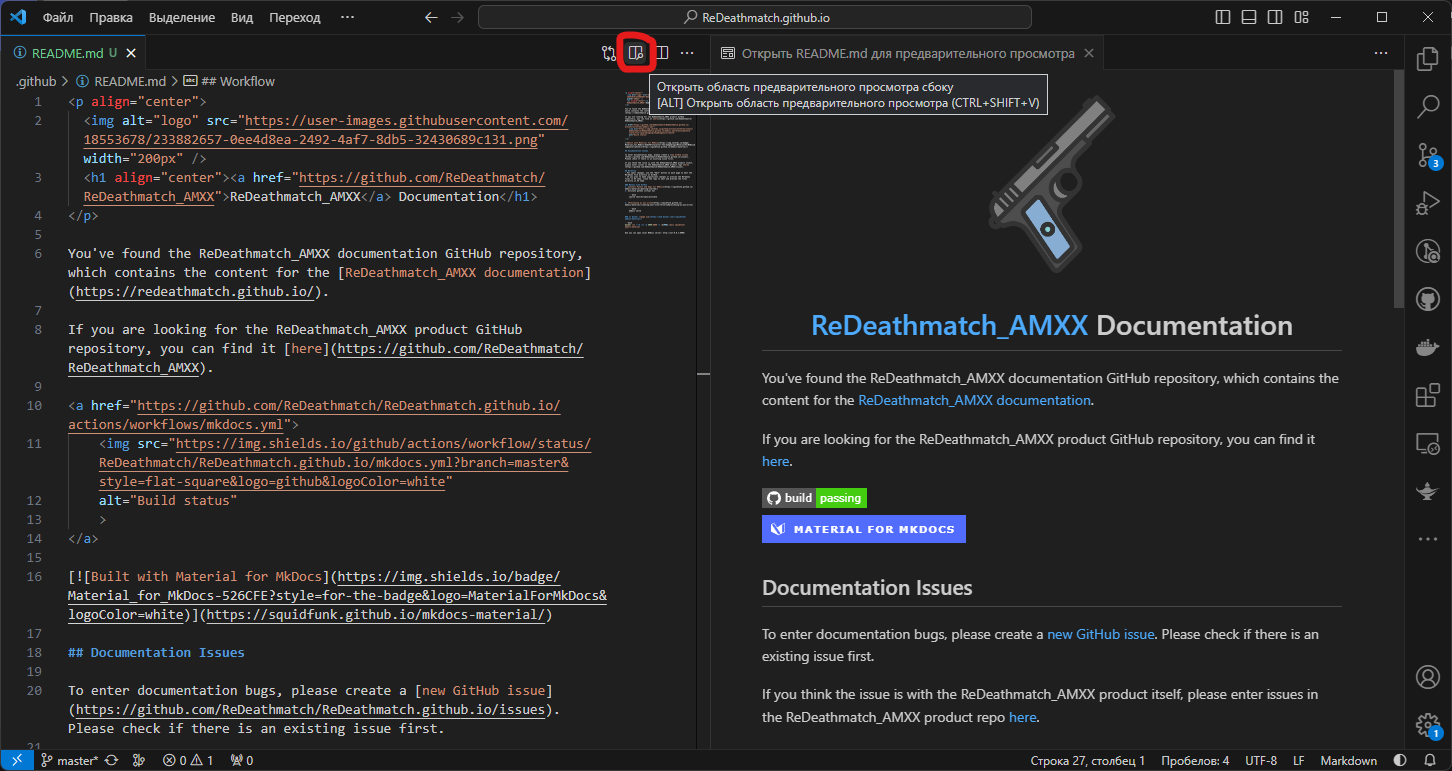 Файл Правка Выделение Вид Переход ··· ReDeathmatch.github.io
README.md U
Открыть README.md для предварительного просмотра
.github > README.md > ## Workflow
Открыть область предварительного просмотра сбоку
[ALT] Открыть область предварительного просмотра (CTRL+SHIFT+V)
1 <p align="center">
2 <img alt="logo" src="https://user-images.githubusercontent.com/
18553678/233882657-0ee4d8ea-2492-4af7-8db5-32430689c131.png"
width="200px" />
3 <h1 align="center"><a href="https://github.com/ReDeathmatch/
ReDeathmatch_AMXX">ReDeathmatch_AMXX</a> Documentation</h1>
4 </p>
5
6 You've found the ReDeathmatch_AMXX documentation GitHub repository,
which contains the content for the [ReDeathmatch_AMXX documentation]
(https://redeathmatch.github.io/).
7
8 If you are looking for the ReDeathmatch_AMXX product GitHub
repository, you can find it [here](https://github.com/ReDeathmatch/
ReDeathmatch_AMXX).
9
10 <a href="https://github.com/ReDeathmatch/ReDeathmatch.github.io/
actions/workflows/mkdocs.yml">
11 <img src="https://img.shields.io/github/actions/workflow/status/
ReDeathmatch/ReDeathmatch.github.io/mkdocs.yml?branch=master&
style=flat-square&logo=github&logoColor=white"
12 alt="Build status"
13 >
14 </a>
15
16 [![Built with Material for MkDocs](https://img.shields.io/badge/
Material_for_MkDocs-526CFE?style=for-the-badge&logo=MaterialForMkDocs&
logoColor=white)](https://squidfunk.github.io/mkdocs-material/)
17
18 ## Documentation Issues
19
20 To enter documentation bugs, please create a [new GitHub issue]
(https://github.com/ReDeathmatch/ReDeathmatch.github.io/issues).
Please check if there is an existing issue first.
21
ReDeathmatch_AMXX Documentation
You've found the ReDeathmatch_AMXX documentation GitHub repository, which contains the
content for the ReDeathmatch_AMXX documentation.
If you are looking for the ReDeathmatch_AMXX product GitHub repository, you can find it
here.
build passing
MATERIAL FOR MKDOCS
Documentation Issues
To enter documentation bugs, please create a new GitHub issue. Please check if there is an
existing issue first.
If you think the issue is with the ReDeathmatch_AMXX product itself, please enter issues in
the ReDeathmatch_AMXX product repo here.
3
1
master* 0 1 0 Строка 27, столбец 1 Пробелов: 4 UTF-8 LF Markdown